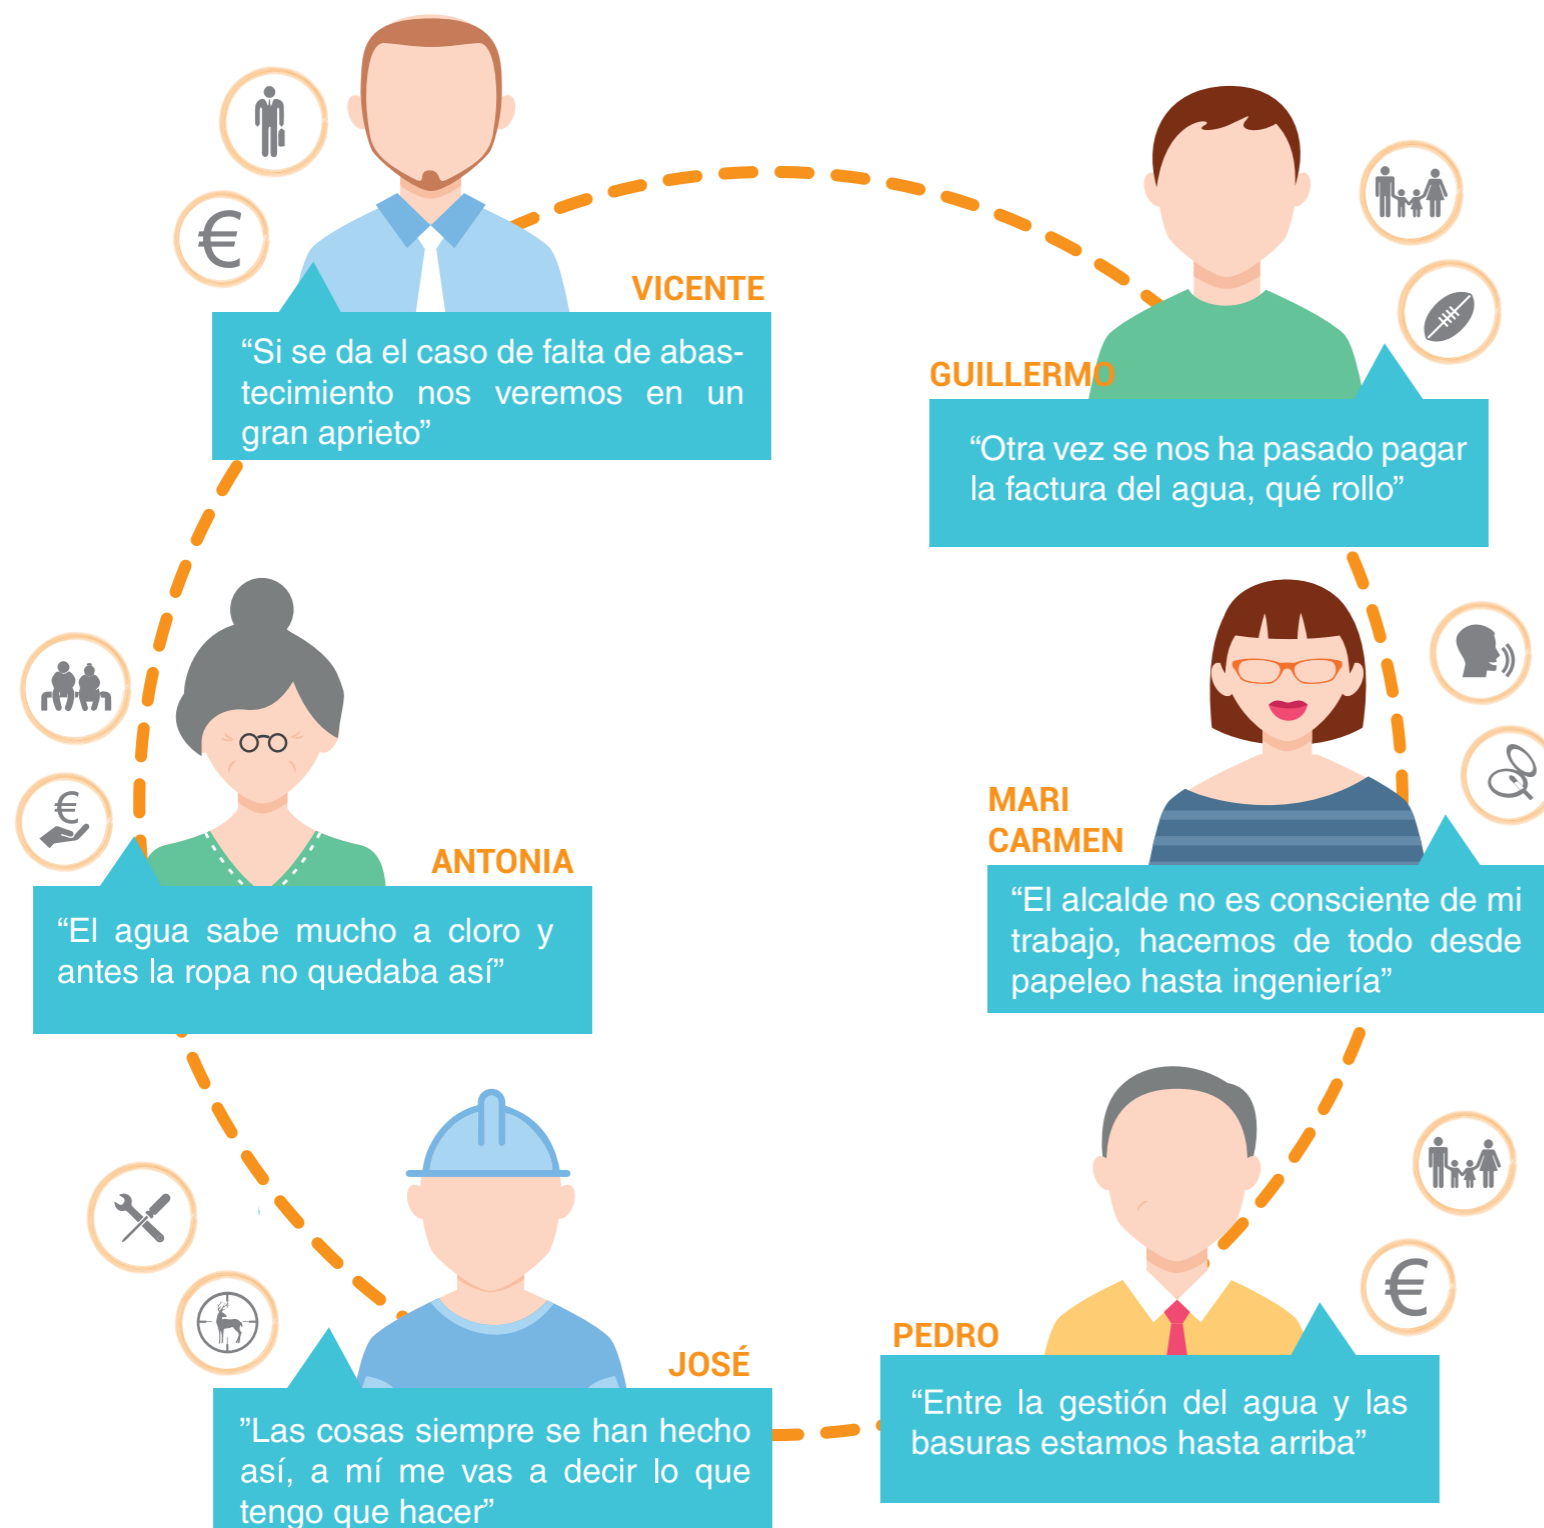 VICENTE
“Si se da el caso de falta de abas-
tecimiento nos veremos en un
gran aprieto”
€
GUILLERMO
“Otra vez se nos ha pasado pagar
la factura del agua, qué rollo”
€
ANTONIA
“El agua sabe mucho a cloro y
antes la ropa no quedaba así”
MARI
CARMEN
“El alcalde no es consciente de mi
trabajo, hacemos de todo desde
papeleo hasta ingeniería”
JOSÉ
”Las cosas siempre se han hecho
así, a mí me vas a decir lo que
tengo que hacer”
PEDRO
€
“Entre la gestión del agua y las
basuras estamos hasta arriba”